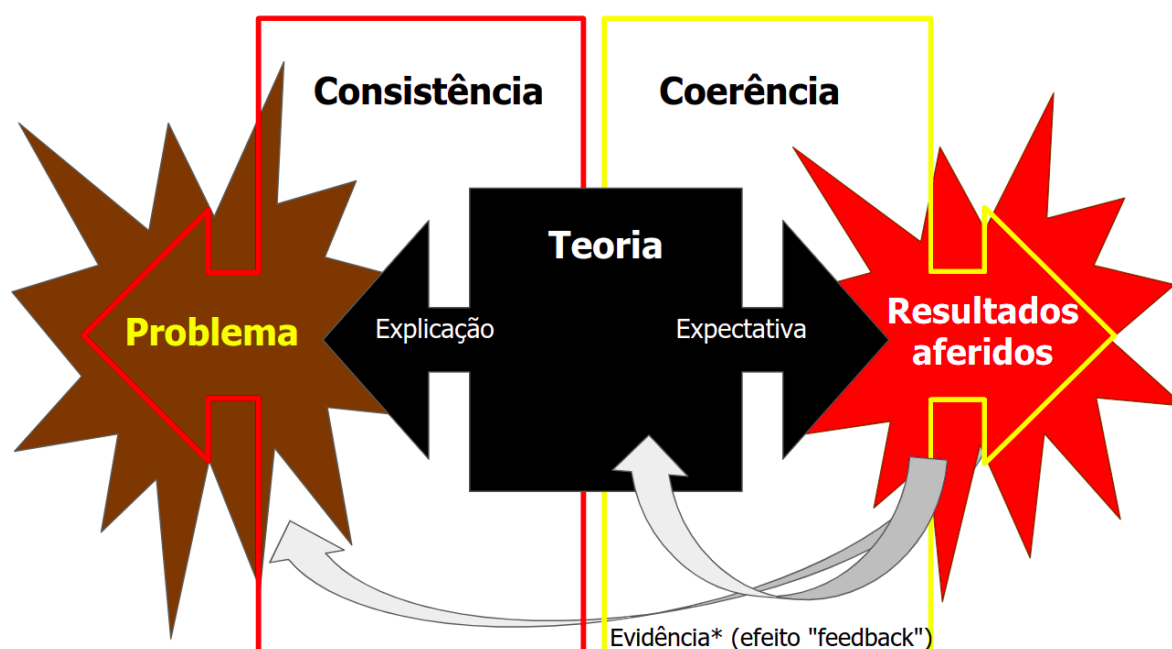 Consistência
Coerência
Teoria
Problema
Explicação
Expectativa
Resultados
aferidos
Evidência* (efeito "feedback")